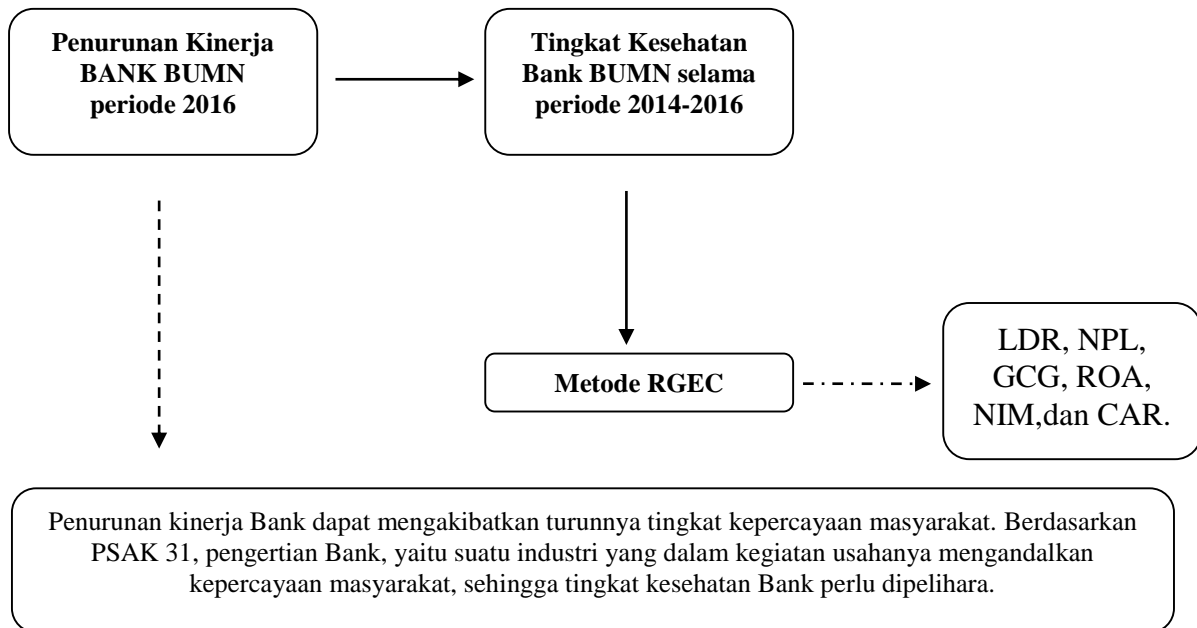 Penurunan Kinerja
BANK BUMN
periode 2016
Tingkat Kesehatan
Bank BUMN selama
periode 2014-2016
Metode RGEC
LDR, NPL,
GCG, ROA,
NIM,dan CAR.
Penurunan kinerja Bank dapat mengakibatkan turunnya tingkat kepercayaan masyarakat. Berdasarkan
PSAK 31, pengertian Bank, yaitu suatu industri yang dalam kegiatan usahanya mengandalkan
kepercayaan masyarakat, sehingga tingkat kesehatan Bank perlu dipelihara.